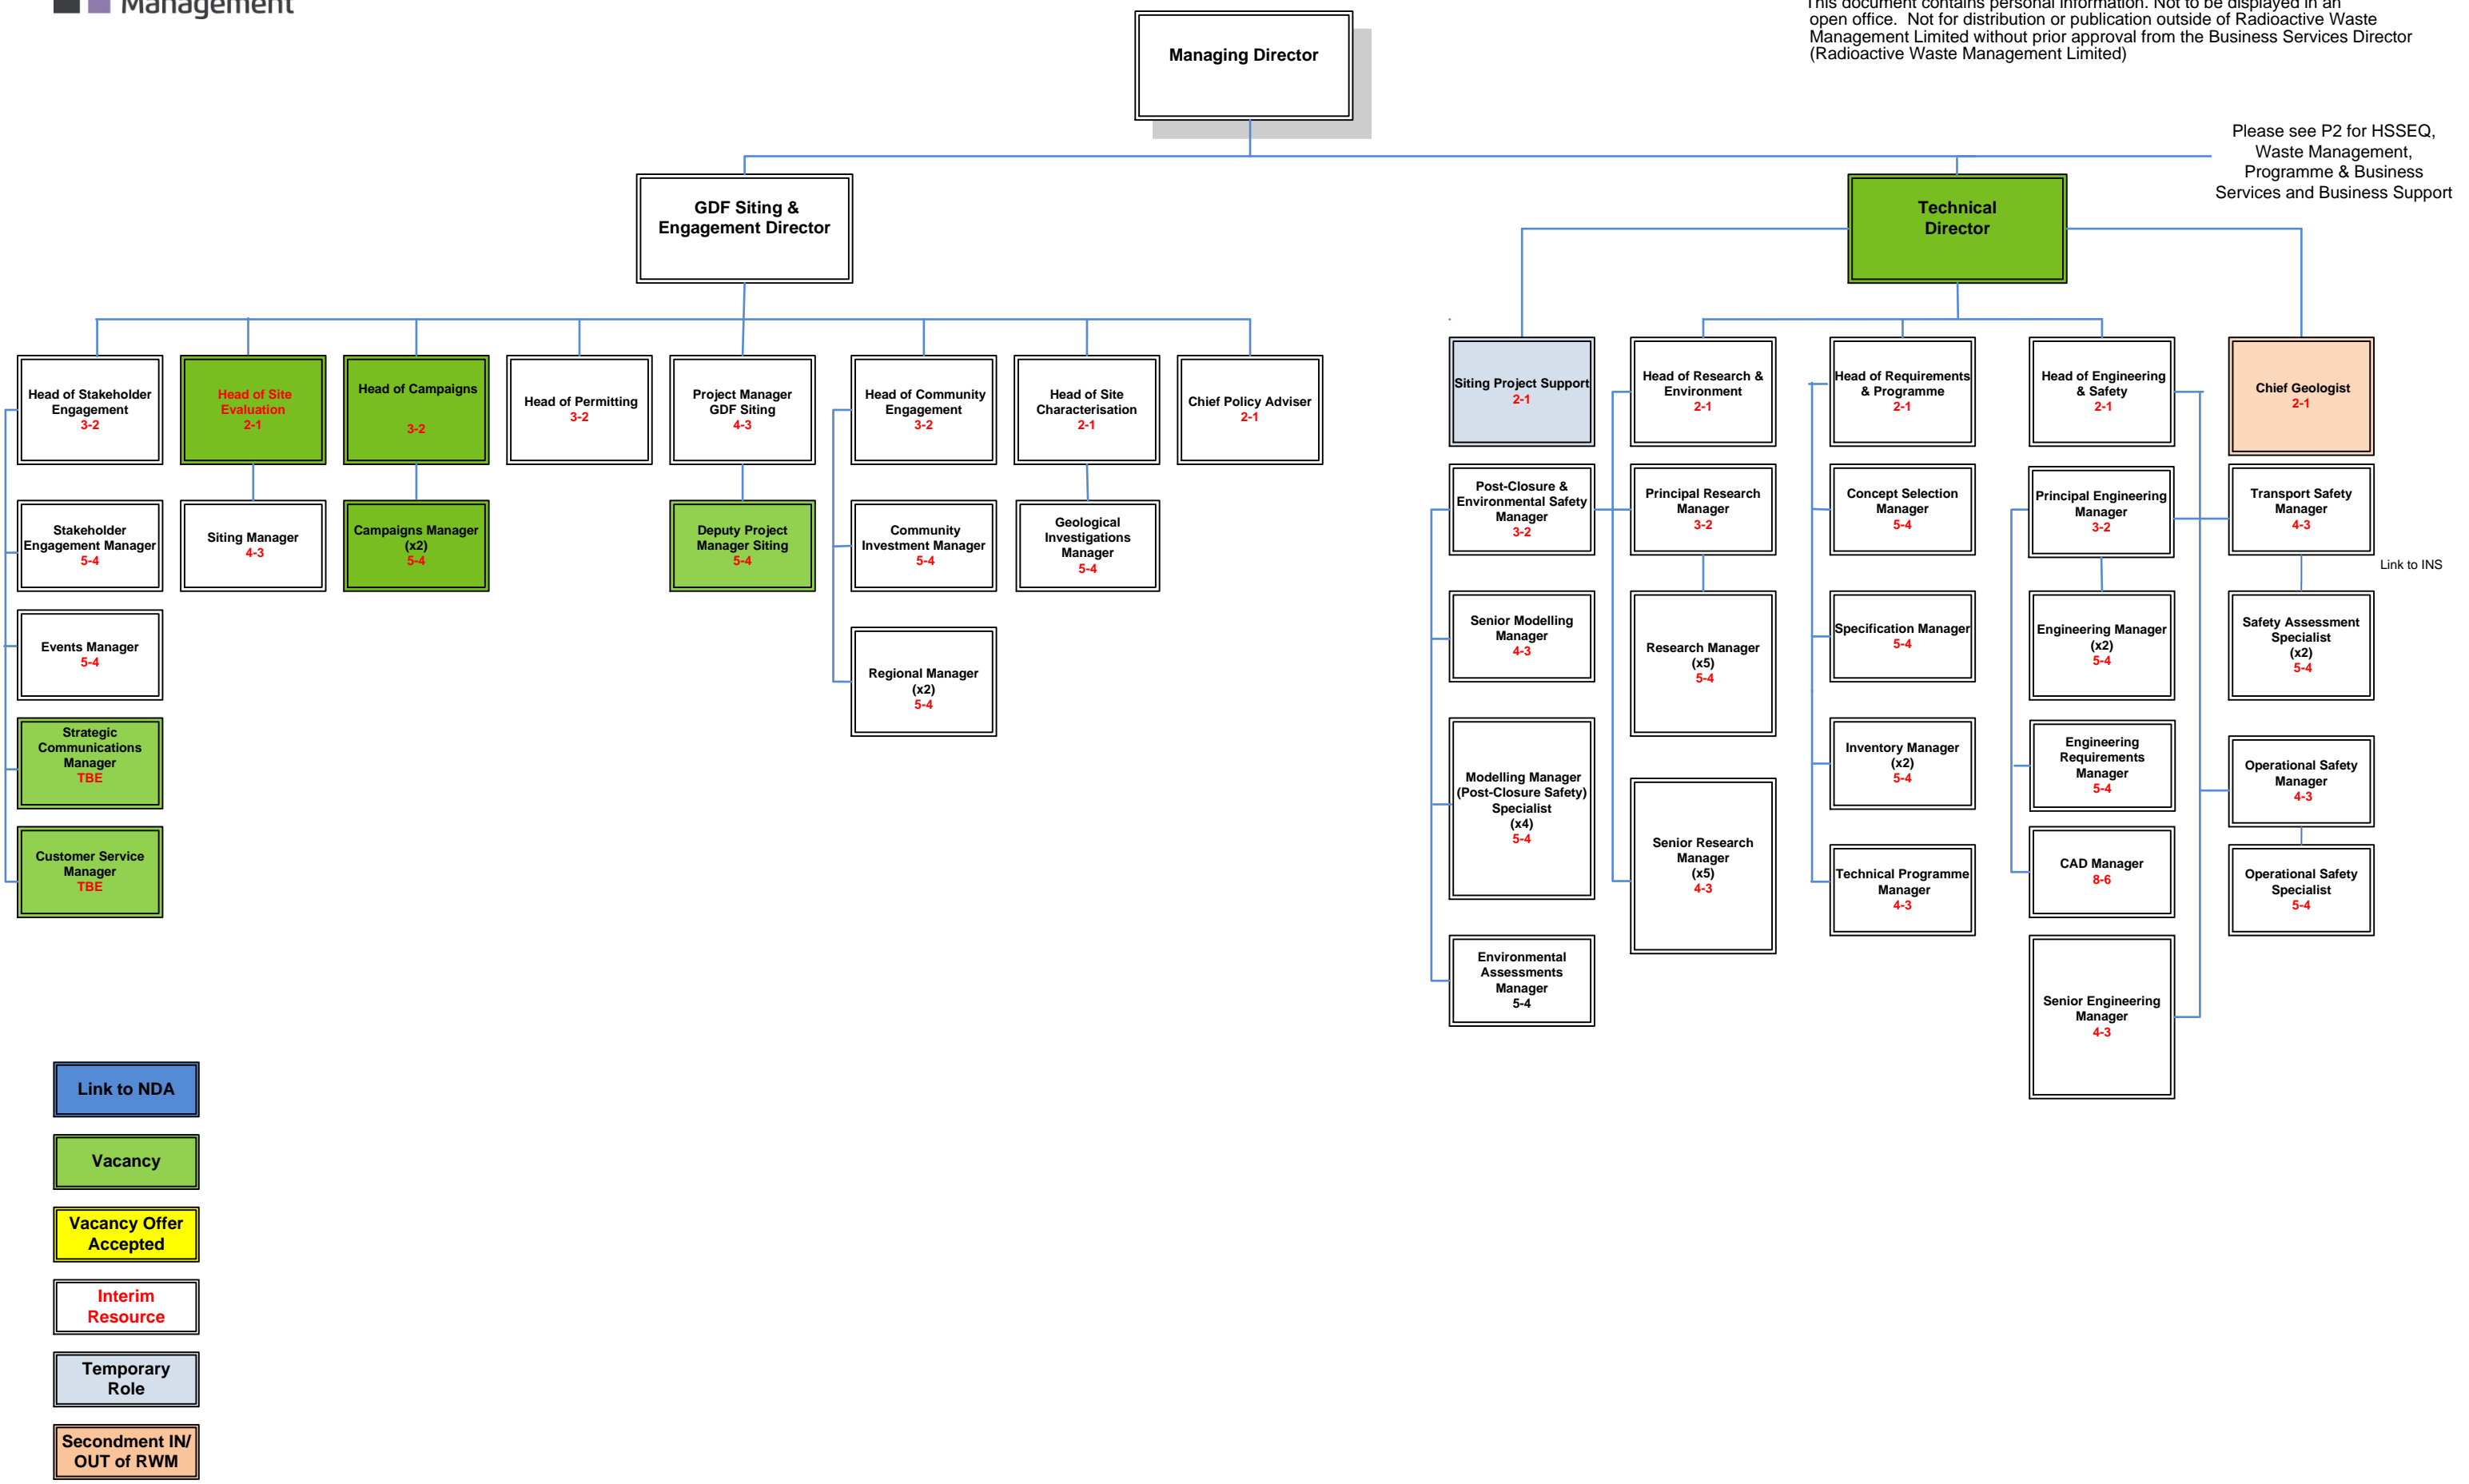 Management
This document contains personal information. Not to be displayed in an
open office. Not for distribution or publication outside of Radioactive Waste
Management Limited without prior approval from the Business Services Director
(Radioactive Waste Management Limited)
Managing Director
Please see P2 for HSSEQ,
Waste Management,
Programme & Business
Services and Business Support
GDF Siting &
Engagement Director
Technical
Director
Head of Stakeholder
Engagement
3-2
Head of Site
Evaluation
2-1
Head of Campaigns
3-2
Head of Permitting
3-2
Project Manager
GDF Siting
4-3
Head of Community
Engagement
3-2
Head of Site
Characterisation
2-1
Chief Policy Adviser
2-1
Siting Project Support
2-1
Head of Research &
Environment
2-1
Head of Requirements
& Programme
2-1
Head of Engineering
& Safety
2-1
Chief Geologist
2-1
Stakeholder
Engagement Manager
5-4
Siting Manager
4-3
Campaigns Manager
(x2)
5-4
Deputy Project
Manager Siting
5-4
Community
Investment Manager
5-4
Geological
Investigations
Manager
5-4
Post-Closure &
Environmental Safety
Manager
3-2
Principal Research
Manager
3-2
Concept Selection
Manager
5-4
Principal Engineering
Manager
3-2
Transport Safety
Manager
4-3
Link to INS
Events Manager
5-4
Regional Manager
(x2)
5-4
Senior Modelling
Manager
4-3
Research Manager
(x5)
5-4
Specification Manager
5-4
Engineering Manager
(x2)
5-4
Safety Assessment
Specialist
(x2)
5-4
Strategic
Communications
Manager
TBE
Modelling Manager
(Post-Closure Safety)
Specialist
(x4)
5-4
Senior Research
Manager
(x5)
4-3
Inventory Manager
(x2)
5-4
Engineering
Requirements
Manager
5-4
Operational Safety
Manager
4-3
Customer Service
Manager
TBE
Technical Programme
Manager
4-3
CAD Manager
8-6
Operational Safety
Specialist
5-4
Environmental
Assessments
Manager
5-4
Senior Engineering
Manager
4-3
Link to NDA
Vacancy
Vacancy Offer
Accepted
Interim
Resource
Temporary
Role
Secondment IN/
OUT of RWM